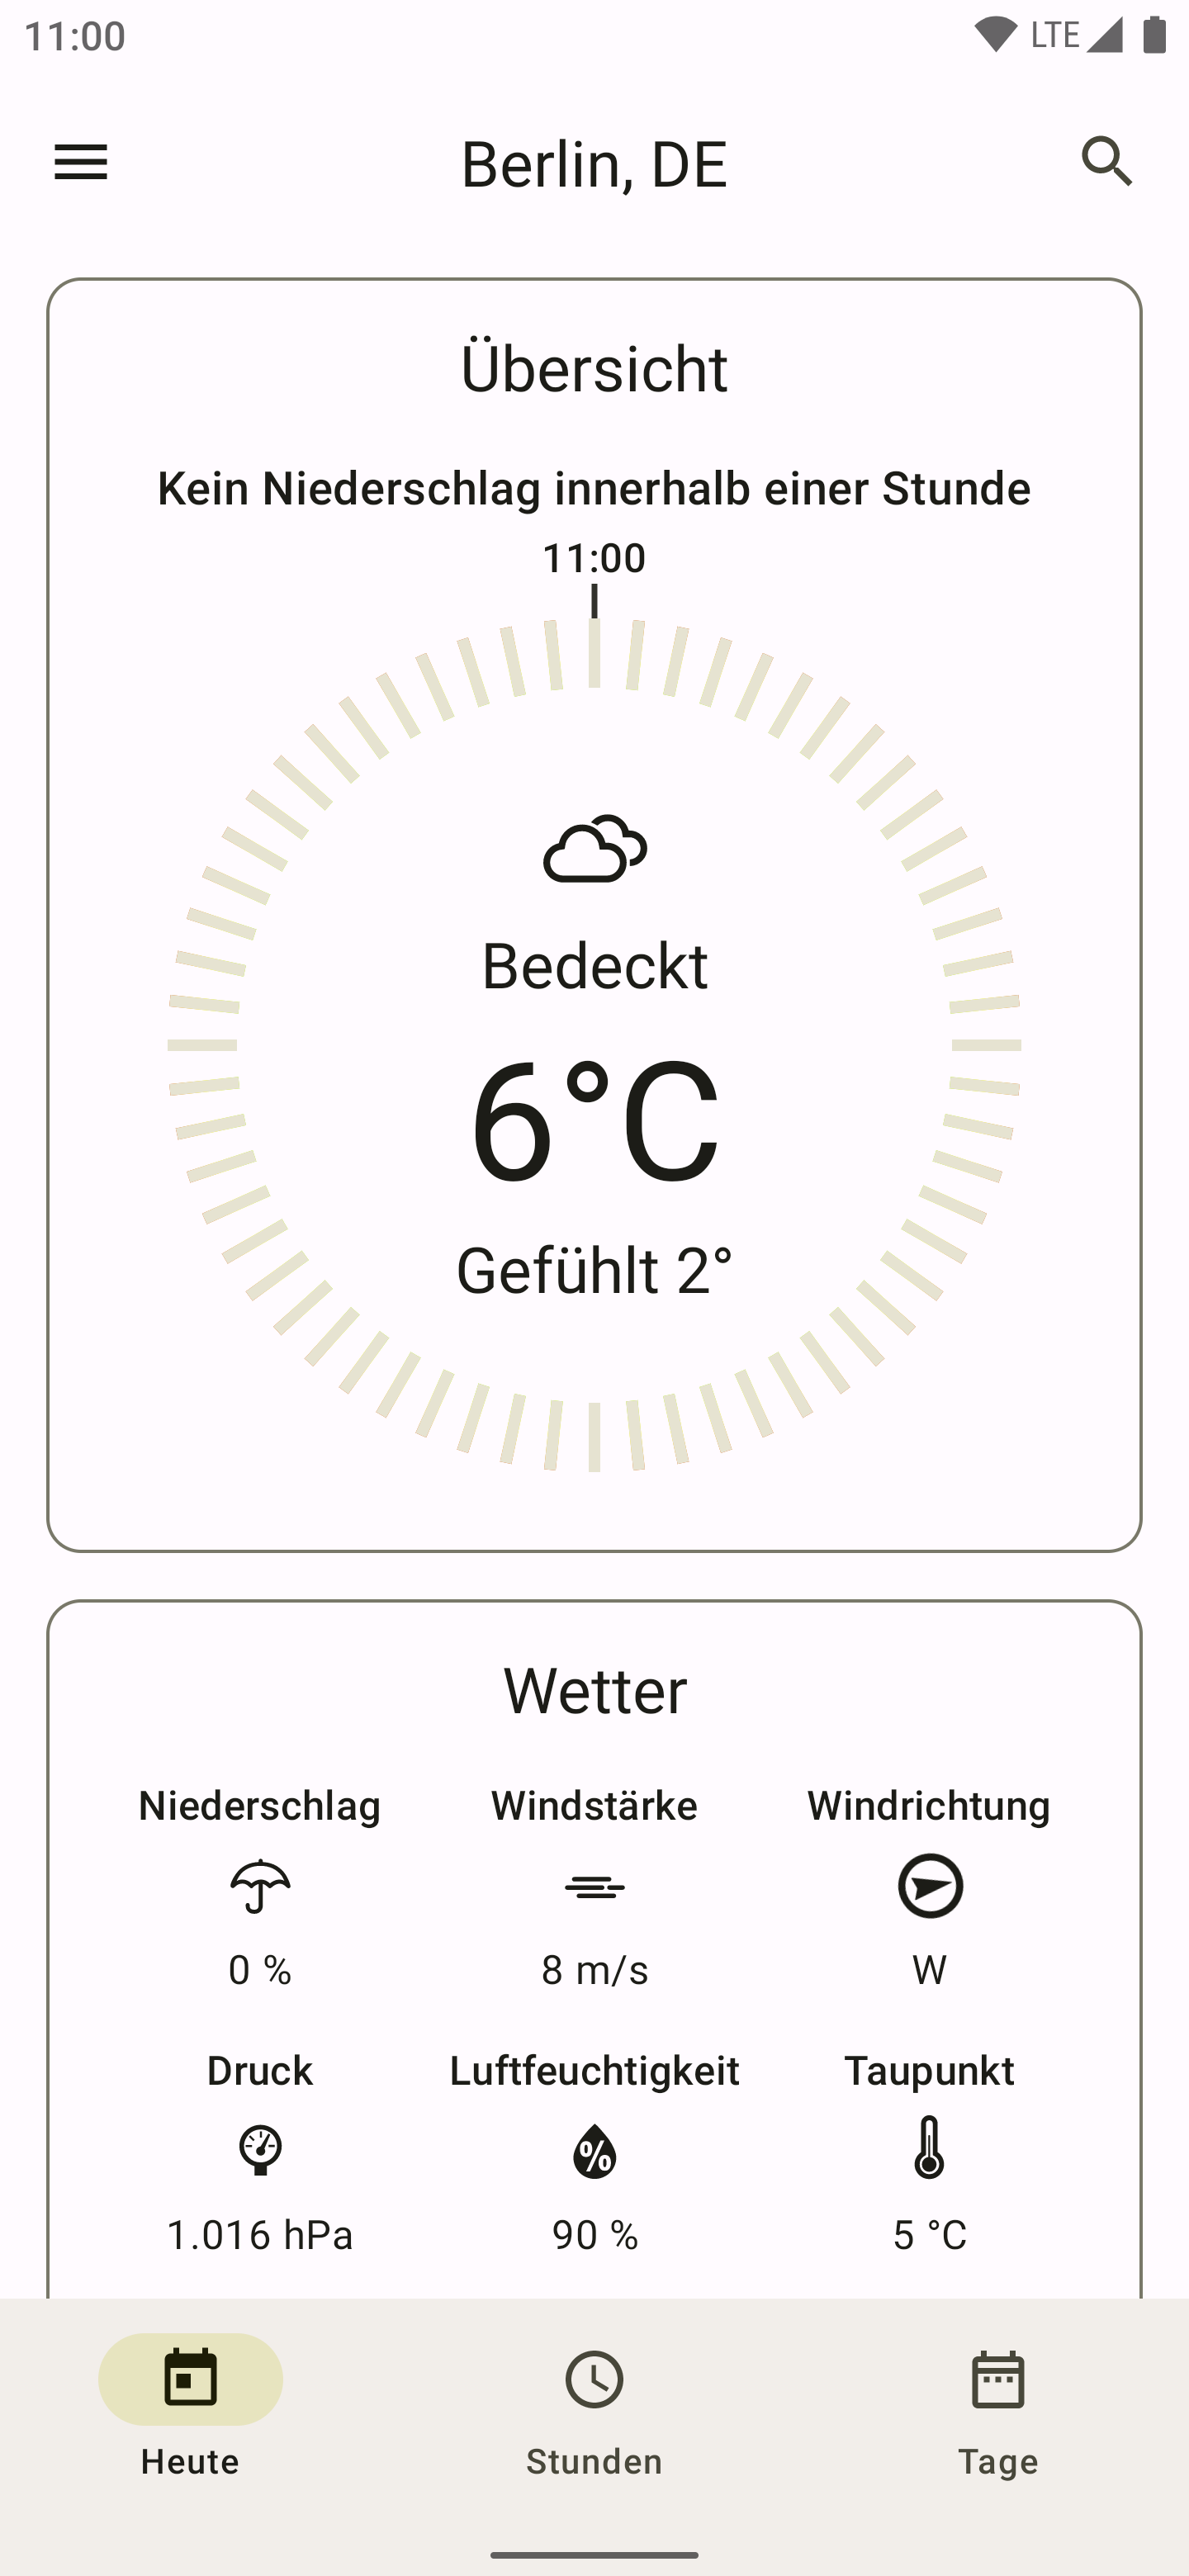 11:00 LTE
Berlin, DE
Übersicht
Kein Niederschlag innerhalb einer Stunde
11:00
Bedeckt
6°C
Gefühlt 2°
Wetter
Niederschlag Windstärke Windrichtung
0 % 8 m/s W
Druck Luftfeuchtigkeit Taupunkt
%
1.016 hPa 90 % 5 °C
Heute Stunden Tage